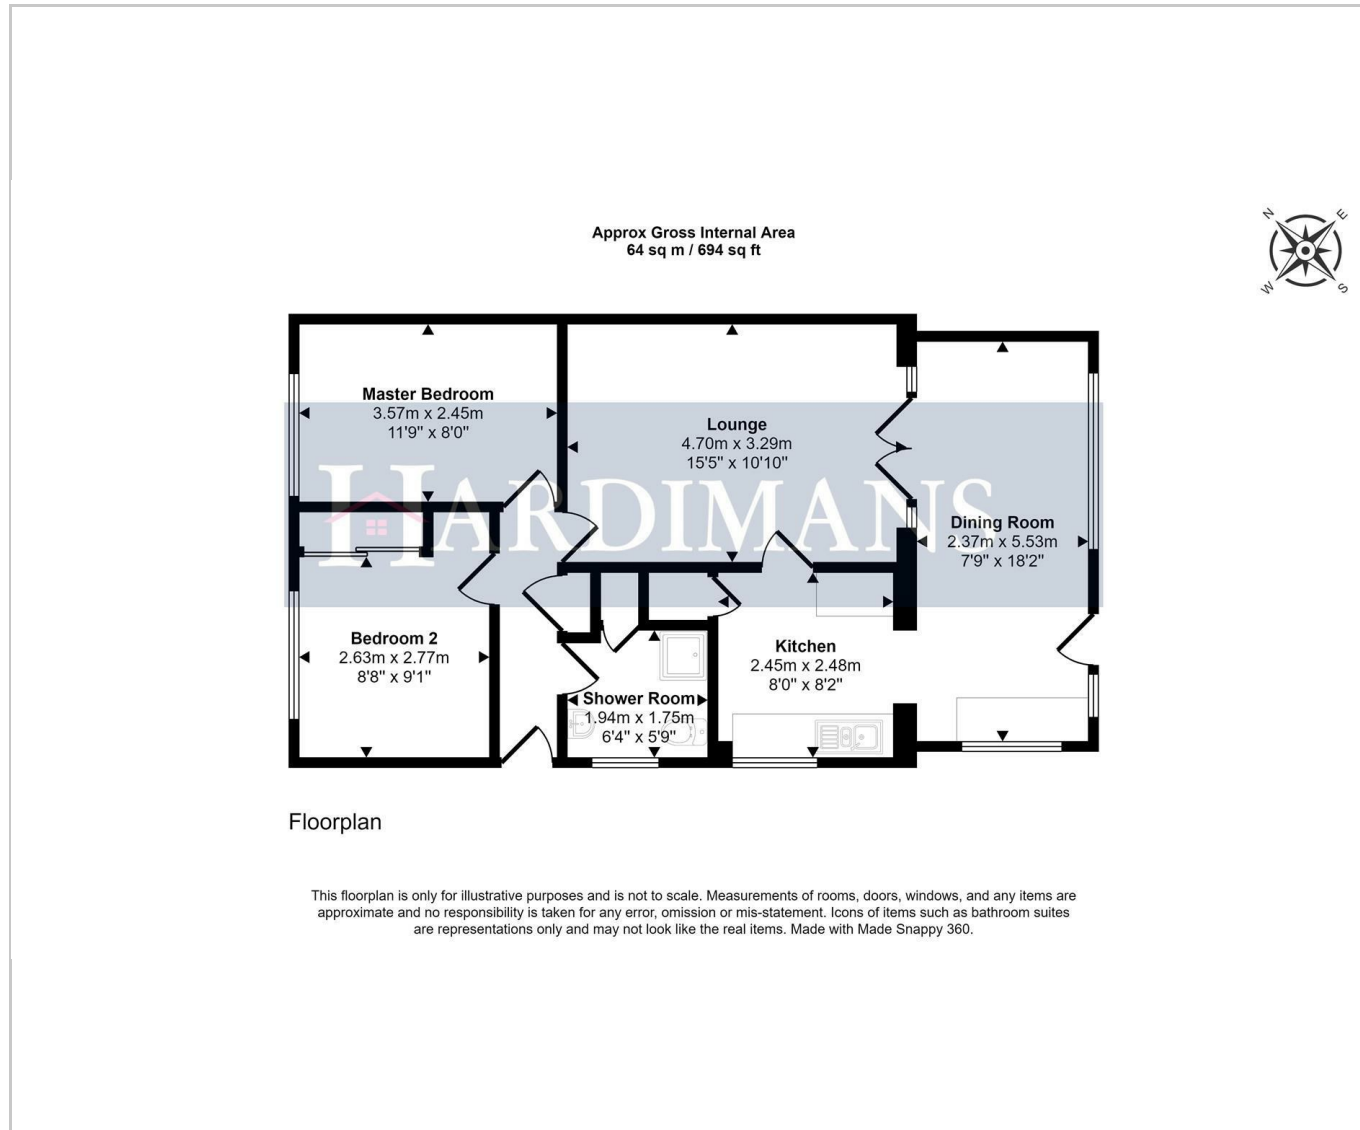 Approx Gross Internal Area
64 sq m / 694 sq ft
N
E
W
S
Master Bedroom
3.57m x 2.45m
11'9" x 8'0"
Lounge
4.70m x 3.29m
15'5" x 10'10"
HARDIMANS
Dining Room
2.37m x 5.53m
7'9" x 18'2"
Bedroom 2
2.63m x 2.77m
8'8" x 9'1"
Kitchen
2.45m x 2.48m
8'0" x 8'2"
Shower Room
1.94m x 1.75m
6'4" x 5'9"
Floorplan
This floorplan is only for illustrative purposes and is not to scale. Measurements of rooms, doors, windows, and any items are
approximate and no responsibility is taken for any error, omission or mis-statement. Icons of items such as bathroom suites
are representations only and may not look like the real items. Made with Made Snappy 360.